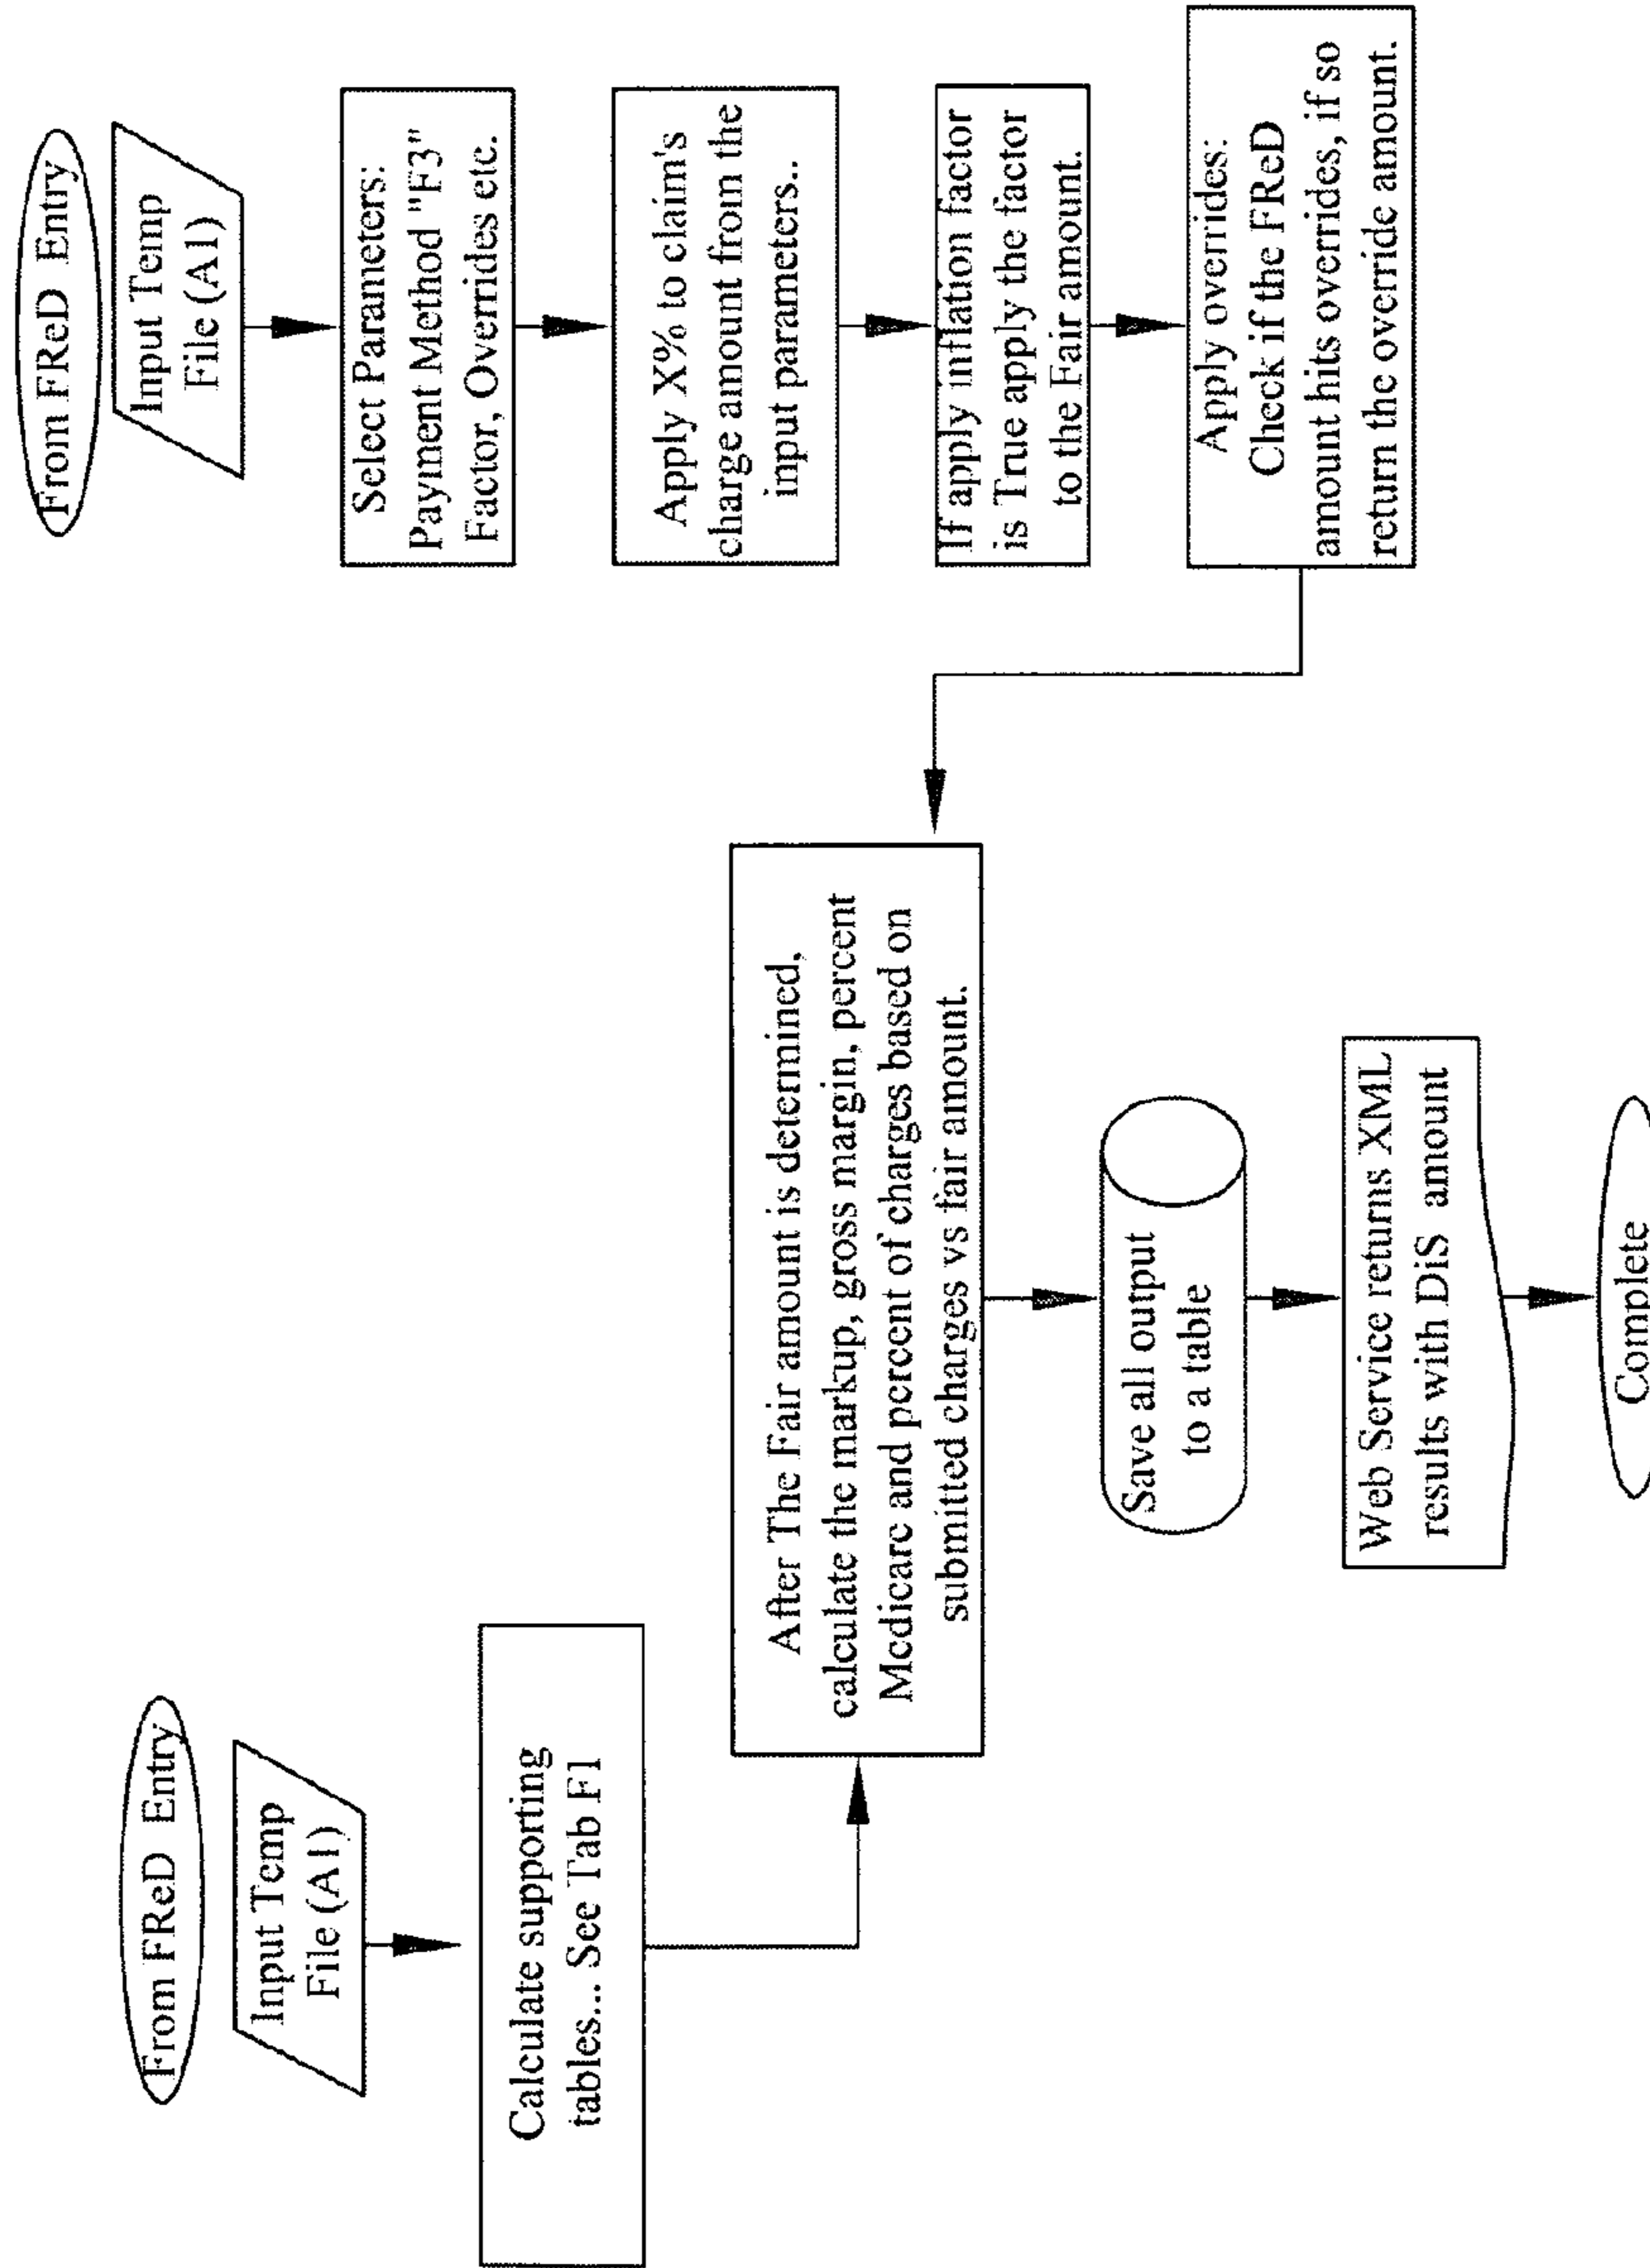 From FReD Entry
Input Temp
File (A1)
Calculate supporting
tables... See Tab F1
From FReD Entry
Input Temp
File (A1)
Select Parameters:
Payment Method "F3"
Factor, Overrides etc.
Apply X% to claim's
charge amount from the
input parameters..
If apply inflation factor
is True apply the factor
to the Fair amount.
Apply overrides:
Check if the FReD
amount hits overrides, if so
return the override amount.
After The Fair amount is determined,
calculate the markup, gross margin, percent
Medicare and percent of charges based on
submitted charges vs fair amount.
Save all output
to a table
Web Service returns XML
results with DiS amount
Complete